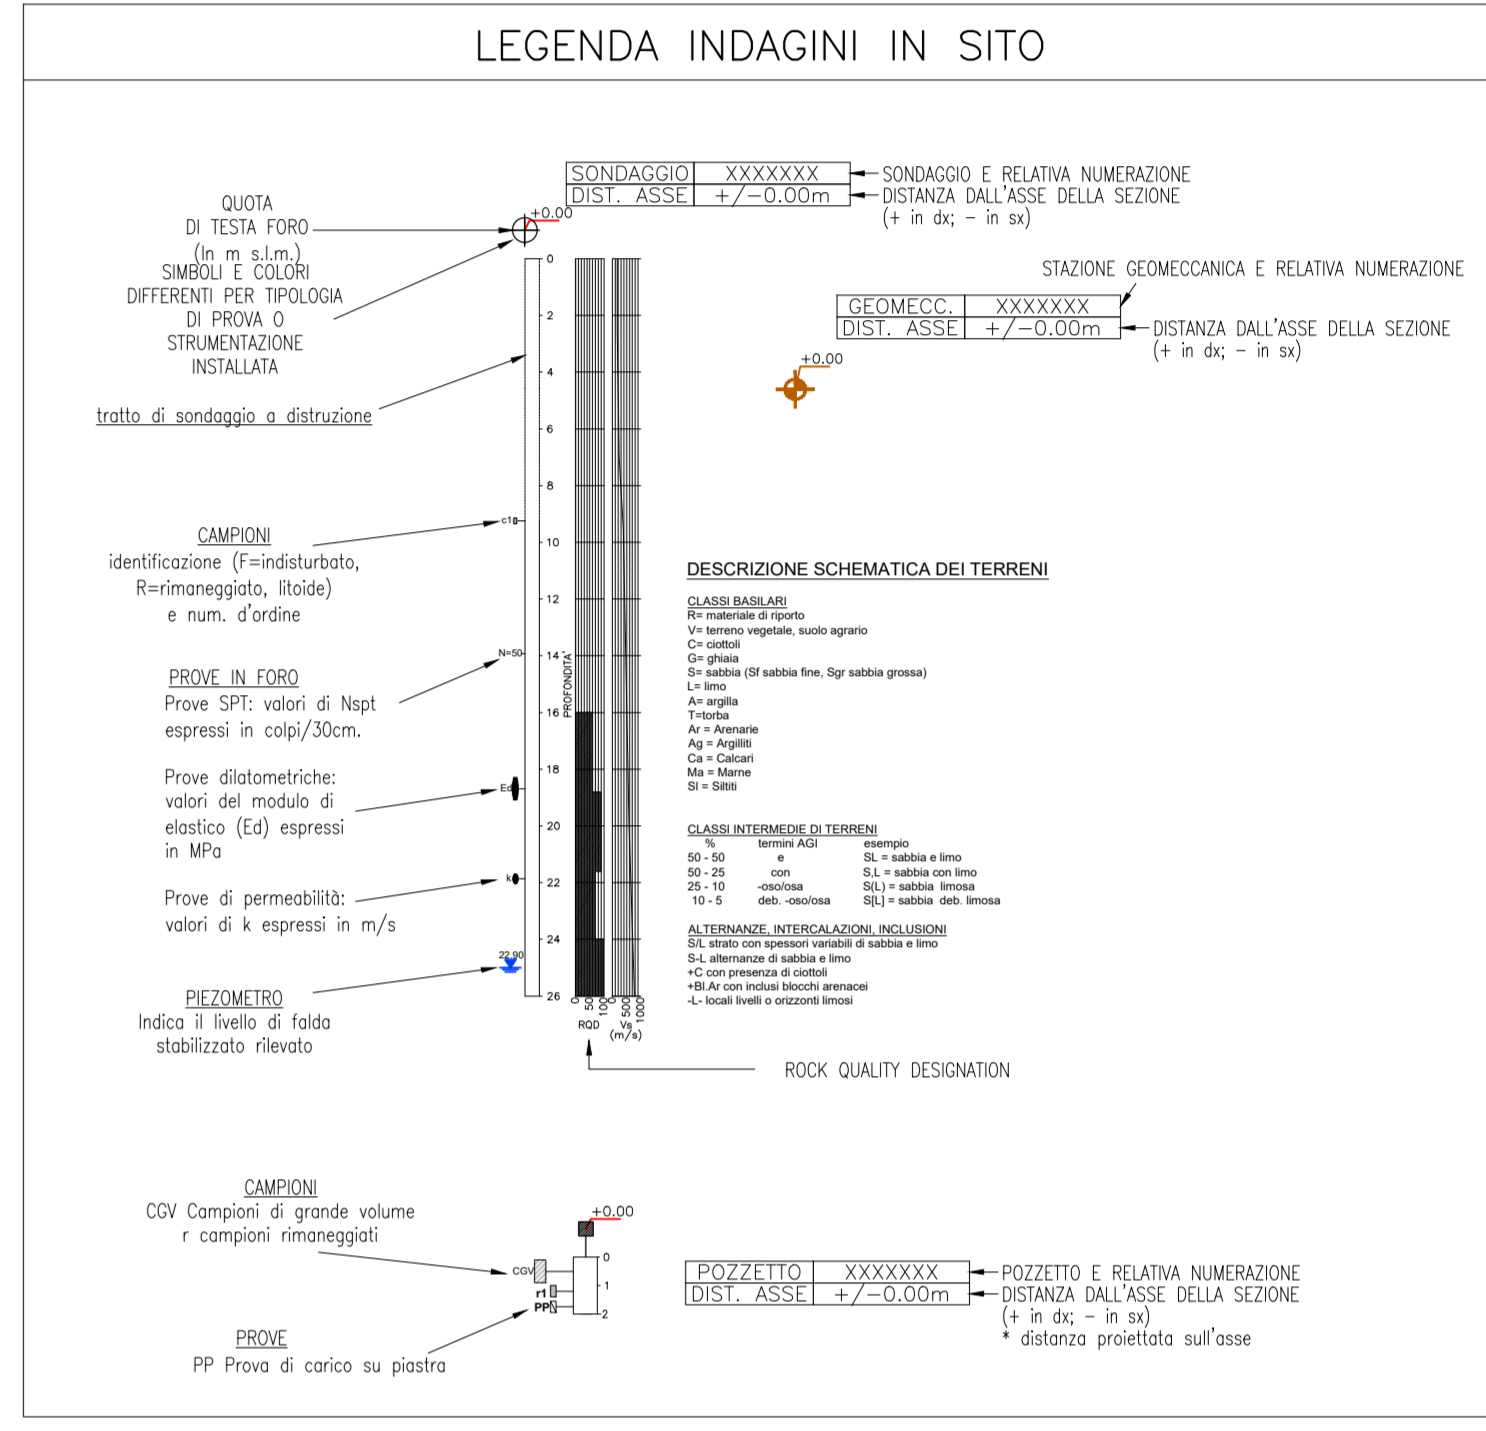 LEGENDA INDAGINI IN SITO
SONDAGGIO XXXXXXX
DIST. ASSE +/-0.00m
SONDAGGIO E RELATIVA NUMERAZIONE
DISTANZA DALL'ASSE DELLA SEZIONE
(+ in dx; - in sx)
QUOTA
DI TESTA FORO
(In m s.l.m.)
SIMBOLI E COLORI
DIFFERENTI PER TIPOLOGIA
DI PROVA O
STRUMENTAZIONE
INSTALLATA
+0.00
tratto di sondaggio a distruzione
STAZIONE GEOMECCANICA E RELATIVA NUMERAZIONE
GEOMECC. XXXXXXX
DIST. ASSE +/-0.00m
DISTANZA DALL'ASSE DELLA SEZIONE
(+ in dx; - in sx)
+0.00
CAMPIONI
identificazione (F=indisturbato,
R=rimaneggiato, litoide)
e num. d'ordine
PROVE IN FORO
Prove SPT: valori di Nspt
espressi in colpi/30cm.
Prove dilatometriche:
valori del modulo di
elastico (Ed) espressi
in MPa
Prove di permeabilità:
valori di k espressi in m/s
PIEZOMETRO
Indica il livello di falda
stabilizzato rilevato
c1
N=50
Ed
k
22.90
0
2
4
6
8
10
12
14
16
18
20
22
24
26
PROFONDITA'
0 50 100
RQD
0 500 1000
Vs
(m/s)
ROCK QUALITY DESIGNATION
DESCRIZIONE SCHEMATICA DEI TERRENI
CLASSI BASILARI
R= materiale di riporto
V= terreno vegetale, suolo agrario
C= ciottoli
G= ghiaia
S= sabbia (Sf sabbia fine, Sgr sabbia grossa)
L= limo
A= argilla
T=torba
Ar = Arenarie
Ag = Argilliti
Ca = Calcari
Ma = Marne
SI = Siltiti
CLASSI INTERMEDIE DI TERRENI
% termini AGI esempio
50 - 50 e SL = sabbia e limo
50 - 25 con S,L = sabbia con limo
25 - 10 -oso/osa S(L) = sabbia limosa
10 - 5 deb. -oso/osa S[L] = sabbia deb. limosa
ALTERNANZE, INTERCALAZIONI, INCLUSIONI
S/L strato con spessori variabili di sabbia e limo
S-L alternanze di sabbia e limo
+C con presenza di ciottoli
+Bl.Ar con inclusi blocchi arenacei
-L- locali livelli o orizzonti limosi
CAMPIONI
CGV Campioni di grande volume
r campioni rimaneggiati
PROVE
PP Prova di carico su piastra
+0.00
CGV
r1
PP
0
1
2
POZZETTO XXXXXXX
DIST. ASSE +/-0.00m
POZZETTO E RELATIVA NUMERAZIONE
DISTANZA DALL'ASSE DELLA SEZIONE
(+ in dx; - in sx)
* distanza proiettata sull'asse